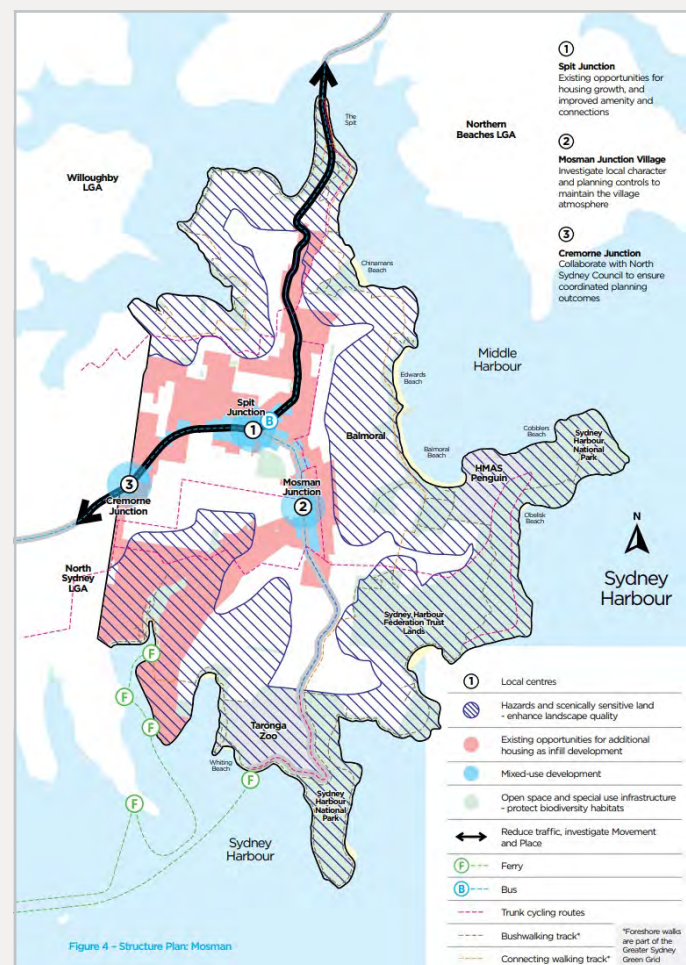 1
Spit Junction
Existing opportunities for
housing growth, and
improved amenity and
connections
2
Mosman Junction Village
Investigate local character
and planning controls to
maintain the village
atmosphere
3
Cremorne Junction
Collaborate with North
Sydney Council to ensure
coordinated planning
outcomes
The
Spit
Northern
Beaches LGA
Willoughby
LGA
Chinamans
Beach
Middle
Harbour
Edwards
Beach
Spit
Junction
B
1
Balmoral
Balmoral
Beach
Cobblers
Beach
Sydney
Harbour
National
Park
HMAS
Penguin
Obelisk
Beach
3
Cremorne
Junction
Mosman
Junction
2
N
Sydney
Harbour
North
Sydney
LGA
Sydney Harbour
Federation Trust
Lands
F
F
F
F
F
Taronga
Zoo
Whiting
Beach
Sydney
Harbour
National
Park
Sydney
Harbour
1 Local centres
Hazards and scenically sensitive land
- enhance landscape quality
Existing opportunities for additional
housing as infill development
Mixed-use development
Open space and special use infrastructure
- protect biodiversity habitats
Reduce traffic, investigate Movement
and Place
F Ferry
B Bus
Trunk cycling routes
Bushwalking track*
Connecting walking track*
*Foreshore walks
are part of the
Greater Sydney
Green Grid
Figure 4 – Structure Plan: Mosman